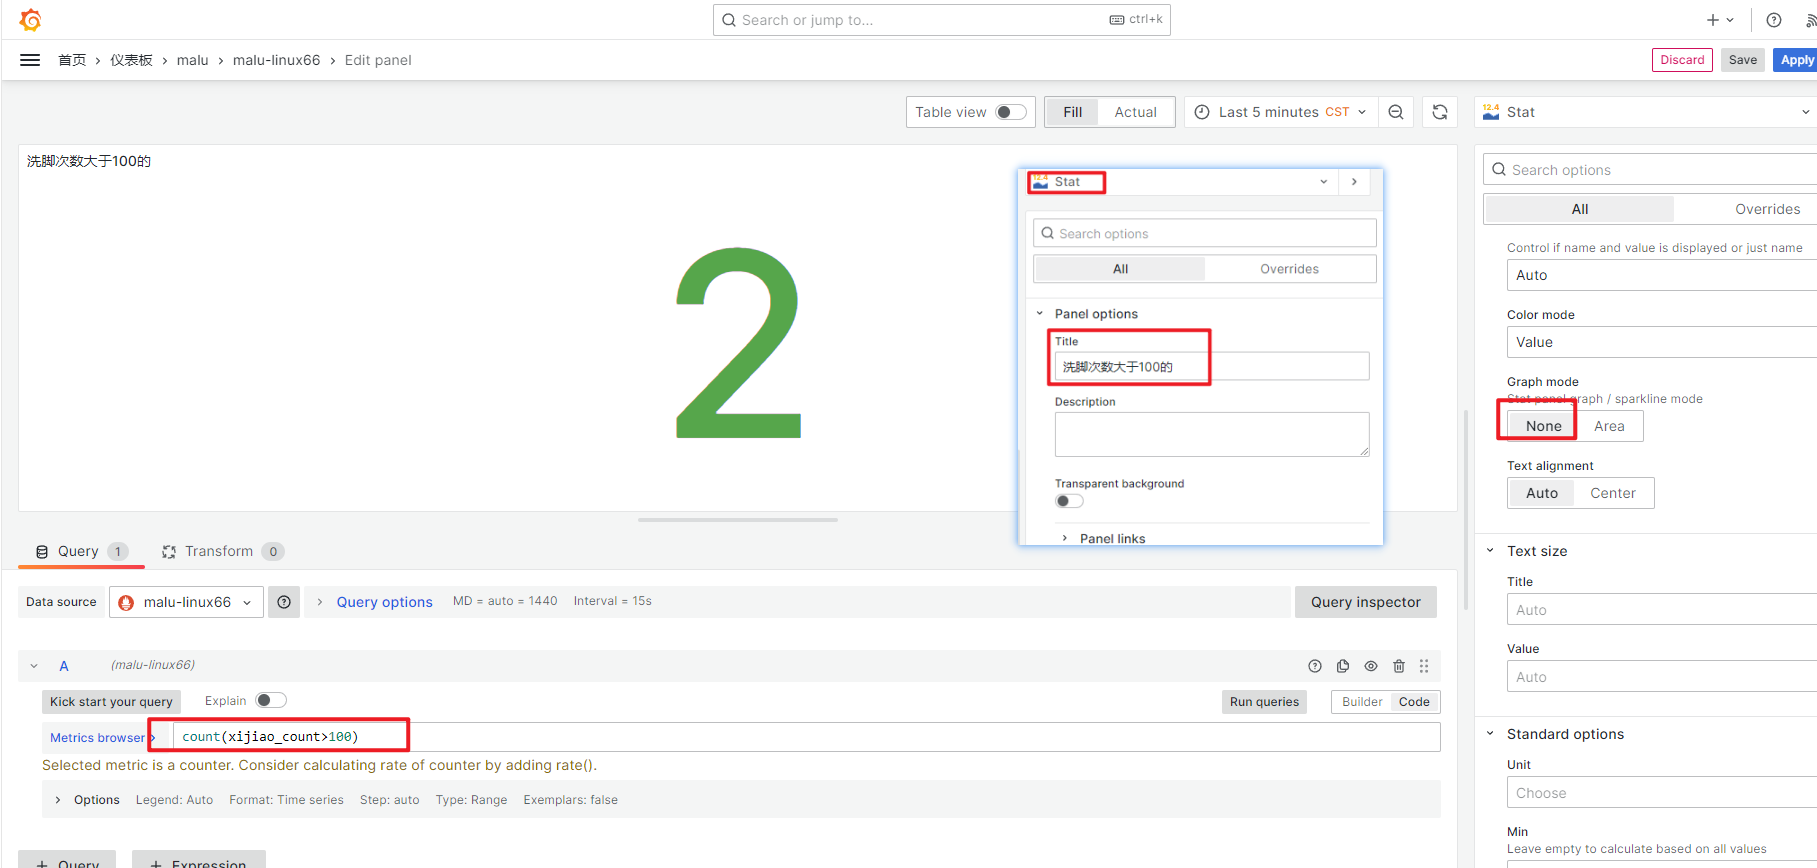 Search or jump to...
ctrl+k
首页 › 仪表板 › malu › malu-linux66 › Edit panel
Discard
Save
Apply
Table view
Fill
Actual
Last 5 minutes CST
12.4
Stat
洗脚次数大于100的
2
12.4
Stat
Search options
All
Overrides
Panel options
Title
洗脚次数大于100的
Description
Transparent background
Panel links
Search options
All
Overrides
Control if name and value is displayed or just name
Auto
Color mode
Value
Graph mode
Stat panel graph / sparkline mode
None
Area
Text alignment
Auto
Center
Text size
Title
Auto
Value
Auto
Standard options
Unit
Choose
Min
Leave empty to calculate based on all values
Query 1
Transform 0
Data source
malu-linux66
Query options
MD = auto = 1440
Interval = 15s
Query inspector
A
(malu-linux66)
Kick start your query
Explain
Run queries
Builder
Code
Metrics browser
count(xijiao_count>100)
Selected metric is a counter. Consider calculating rate of counter by adding rate().
Options
Legend: Auto
Format: Time series
Step: auto
Type: Range
Exemplars: false
+ Query
+ Expression